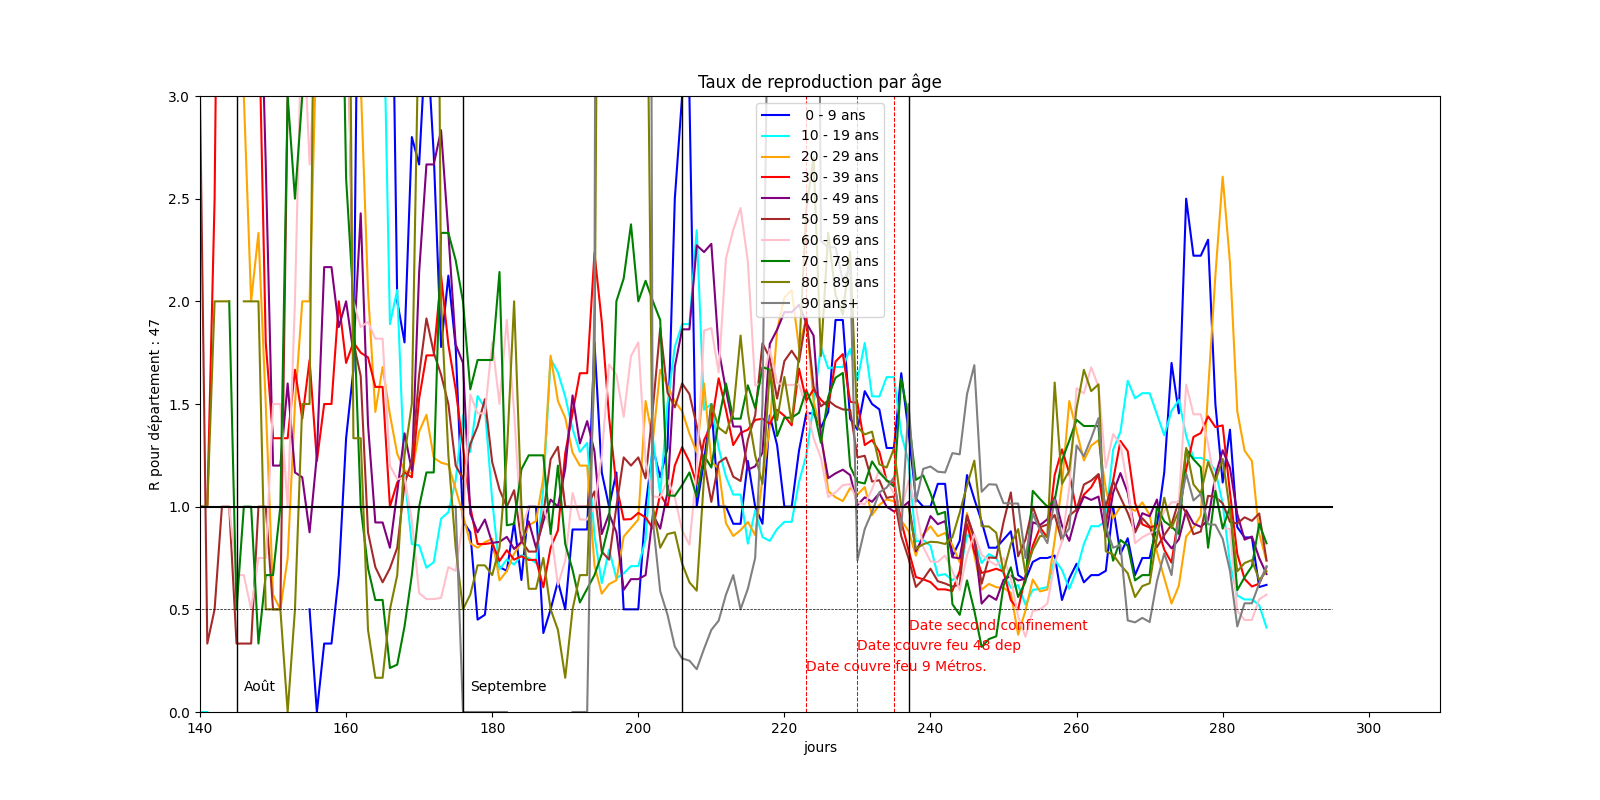 Taux de reproduction par âge
3.0
2.5
2.0
1.5
1.0
0.5
0.0
R pour département : 47
0 - 9 ans
10 - 19 ans
20 - 29 ans
30 - 39 ans
40 - 49 ans
50 - 59 ans
60 - 69 ans
70 - 79 ans
80 - 89 ans
90 ans+
Date second confinement
Date couvre feu 48 dep
Date couvre feu 9 Métros.
Août
Septembre
140
160
180
200
220
240
260
280
300
jours